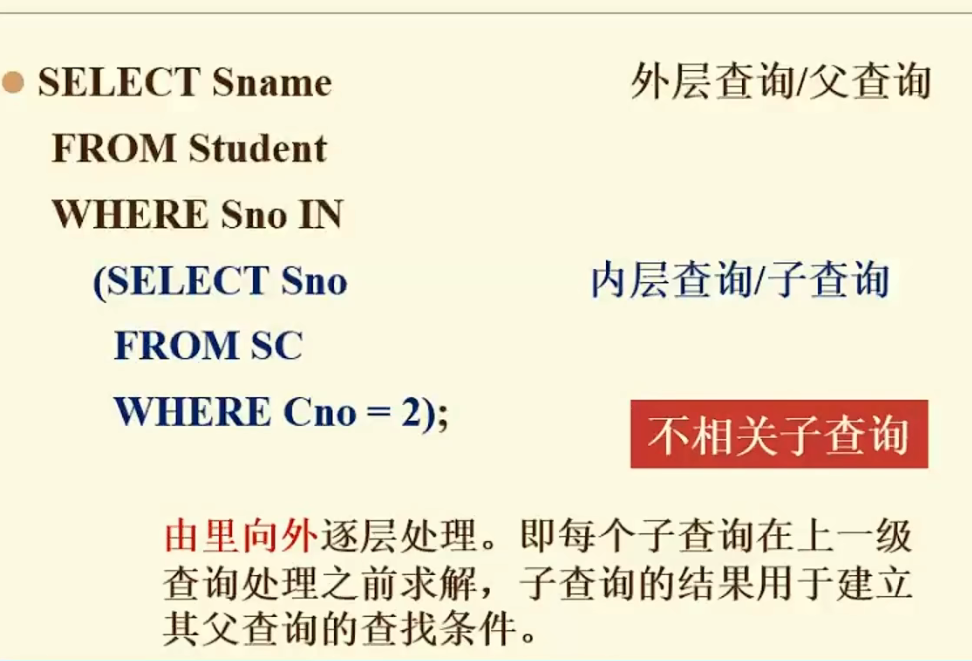 SELECT Sname 外层查询/父查询
FROM Student
WHERE Sno IN
(SELECT Sno 内层查询/子查询
FROM SC
WHERE Cno = 2);
不相关子查询
由里向外逐层处理。即每个子查询在上一级
查询处理之前求解，子查询的结果用于建立
其父查询的查找条件。